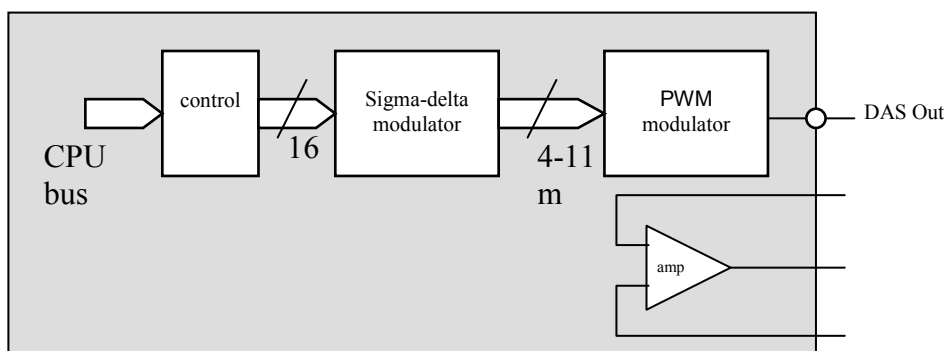 control
Sigma-delta
modulator
PWM
modulator
DAS Out
CPU
bus
16
4-11
m
amp